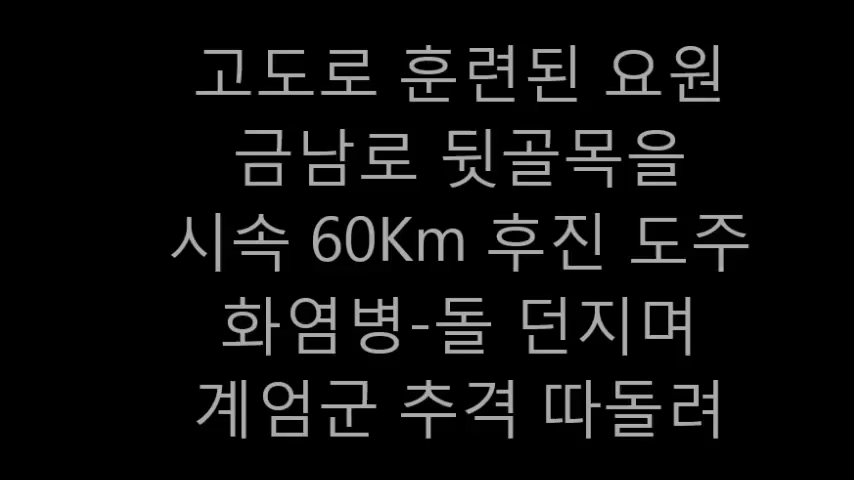 고도로 훈련된 요원
금남로 뒷골목을
시속 60Km 후진 도주
화염병-돌 던지며
계엄군 추격 따돌려